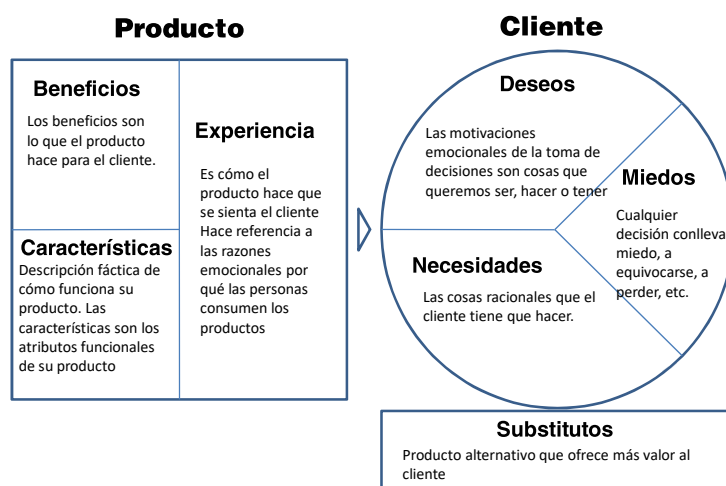 Producto
Beneficios
Los beneficios son
lo que el producto
hace para el cliente.
Experiencia
Es cómo el
producto hace que
se sienta el cliente
Hace referencia a
las razones
emocionales por
qué las personas
consumen los
productos
Características
Descripción fáctica de
cómo funciona su
producto. Las
características son los
atributos funcionales
de su producto
Cliente
Deseos
Las motivaciones
emocionales de la toma de
decisiones son cosas que
queremos ser, hacer o tener
Miedos
Cualquier
decisión conlleva
miedo, a
equivocarse, a
perder, etc.
Necesidades
Las cosas racionales que el
cliente tiene que hacer.
Substitutos
Producto alternativo que ofrece más valor al
cliente